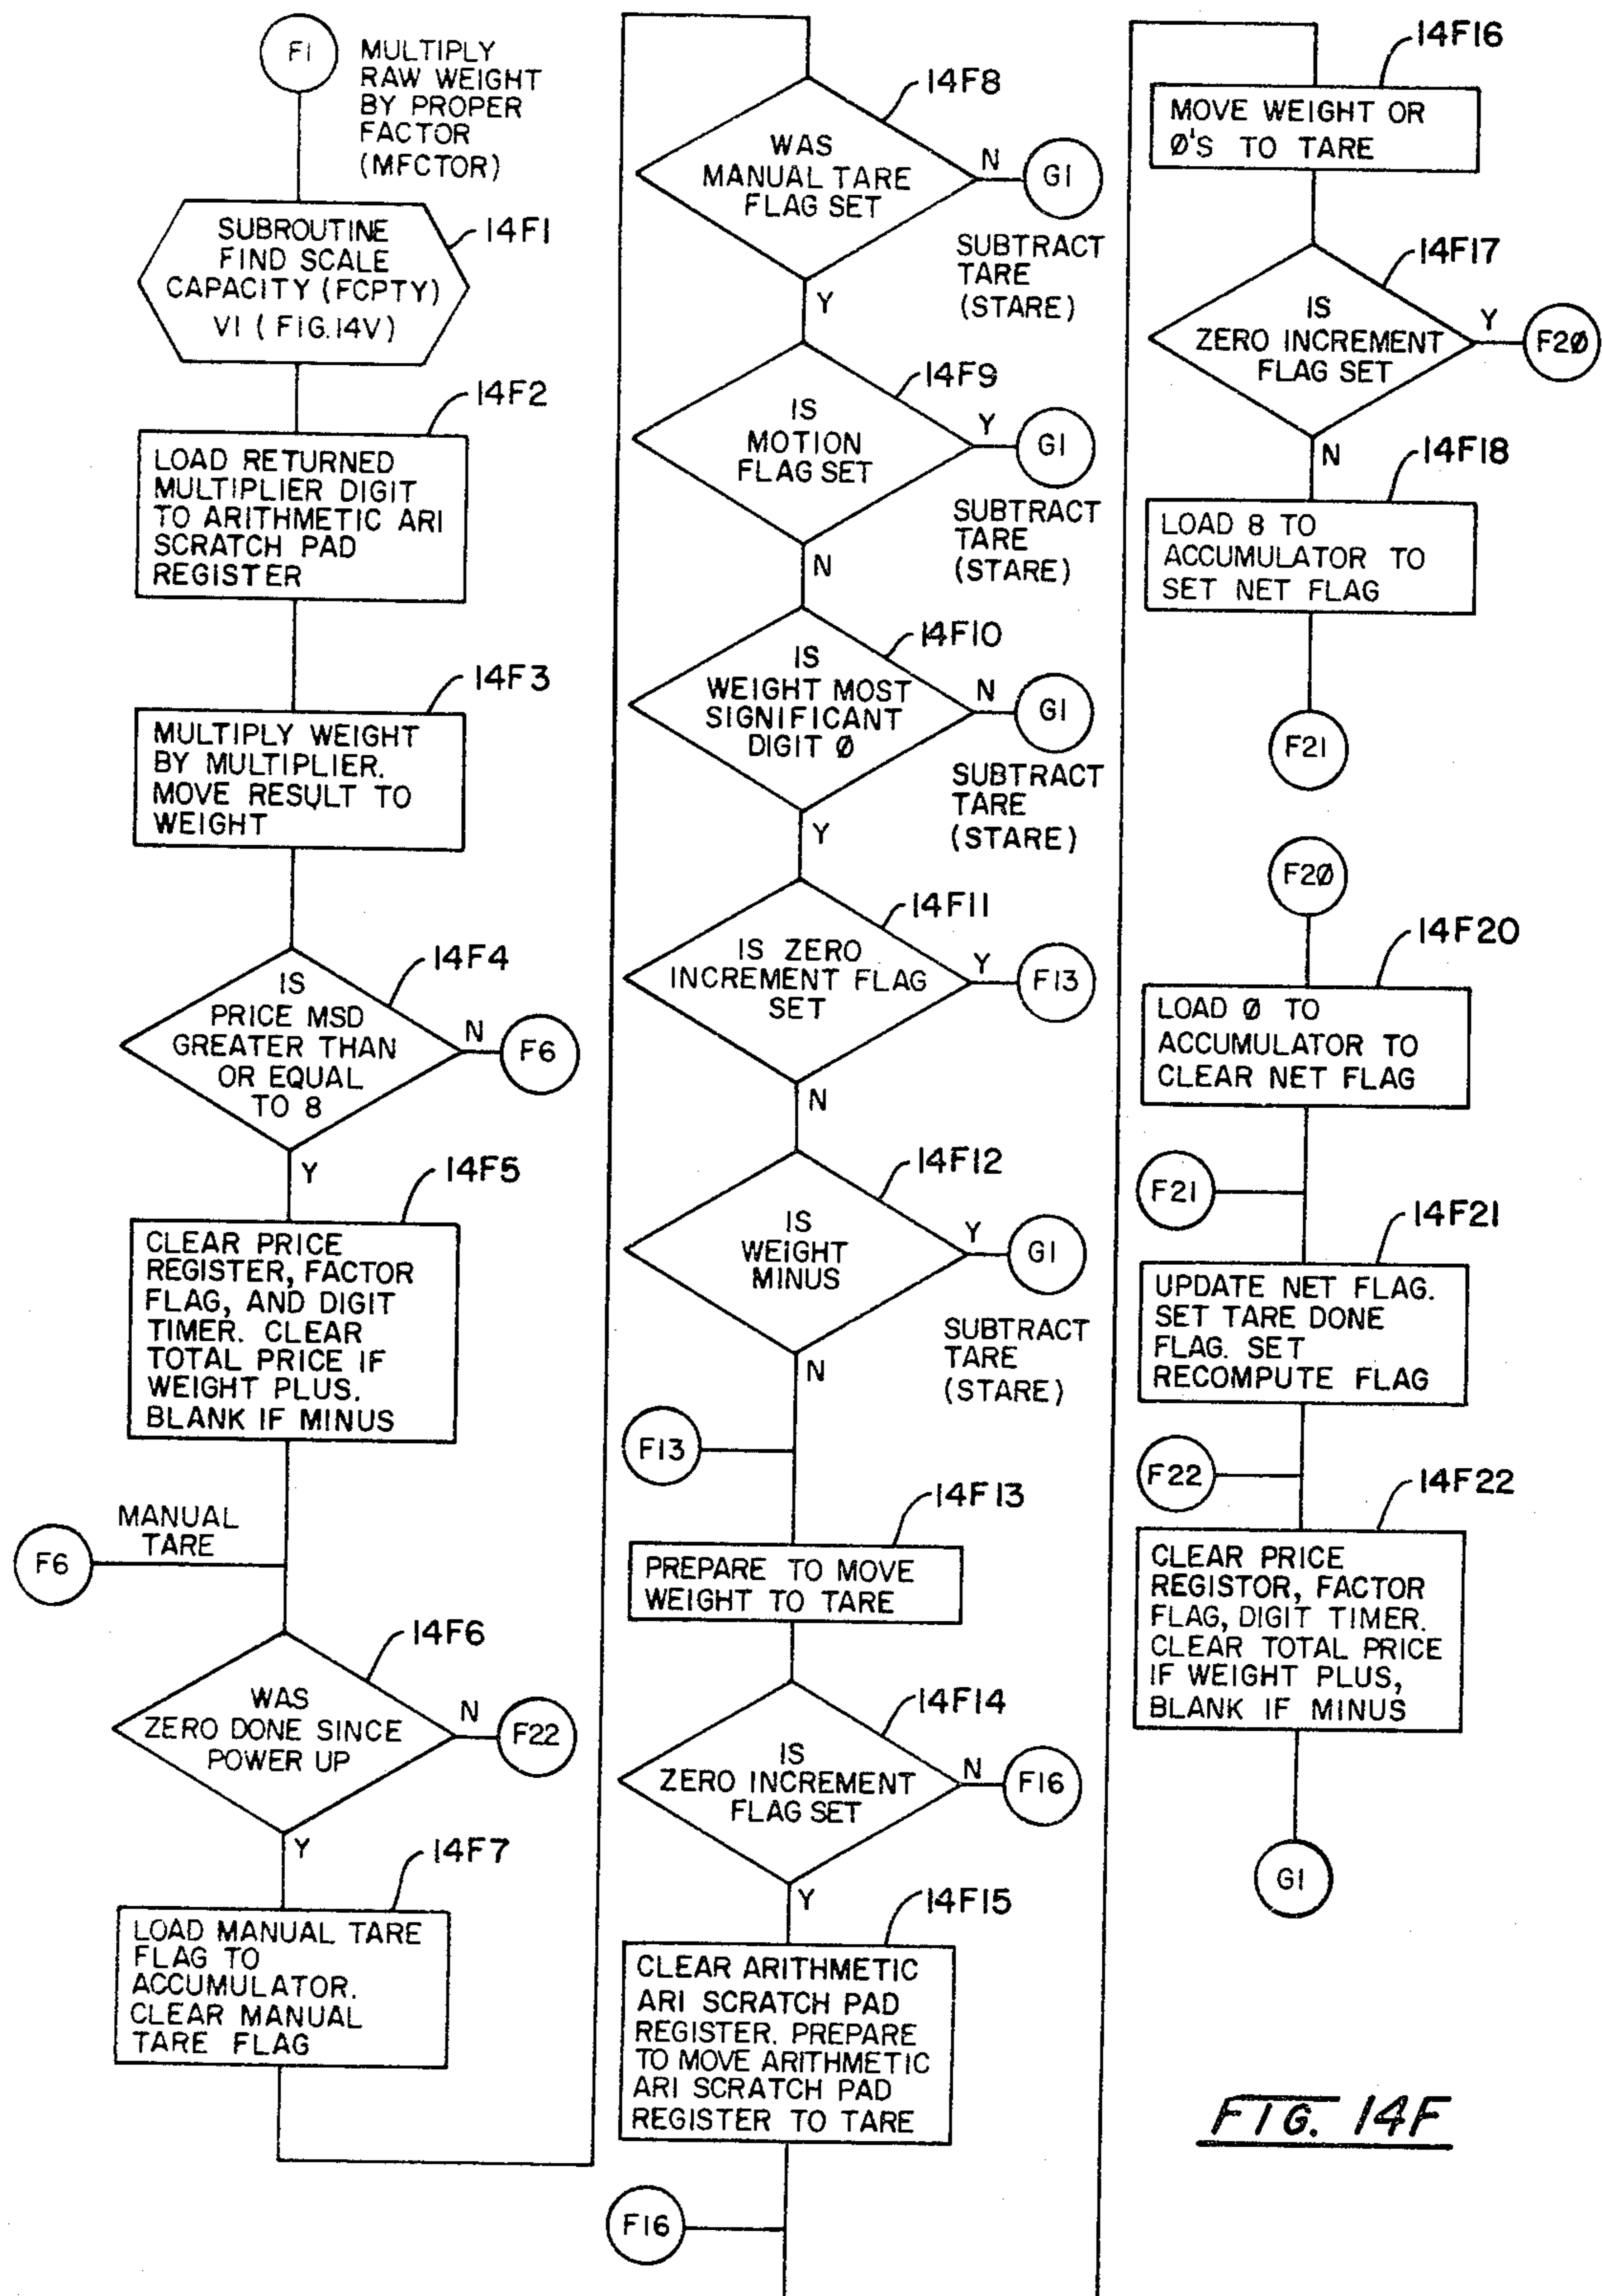 F1
MULTIPLY
RAW WEIGHT
BY PROPER
FACTOR
(MFCTOR)
SUBROUTINE
FIND SCALE
CAPACITY (FCPTY)
V1 (FIG.14V)
14F1
14F2
LOAD RETURNED
MULTIPLIER DIGIT
TO ARITHMETIC ARI
SCRATCH PAD
REGISTER
14F3
MULTIPLY WEIGHT
BY MULTIPLIER.
MOVE RESULT TO
WEIGHT
14F4
IS
PRICE MSD
GREATER THAN
OR EQUAL
TO 8
N
F6
Y
14F5
CLEAR PRICE
REGISTER, FACTOR
FLAG, AND DIGIT
TIMER. CLEAR
TOTAL PRICE IF
WEIGHT PLUS.
BLANK IF MINUS
MANUAL
TARE
F6
14F6
WAS
ZERO DONE SINCE
POWER UP
N
F22
Y
14F7
LOAD MANUAL TARE
FLAG TO
ACCUMULATOR.
CLEAR MANUAL
TARE FLAG
14F8
WAS
MANUAL TARE
FLAG SET
N
G1
SUBTRACT
TARE
(STARE)
Y
14F9
IS
MOTION
FLAG SET
Y
G1
SUBTRACT
TARE
(STARE)
N
14F10
IS
WEIGHT MOST
SIGNIFICANT
DIGIT Ø
N
G1
SUBTRACT
TARE
(STARE)
Y
14F11
IS ZERO
INCREMENT FLAG
SET
Y
F13
N
14F12
IS
WEIGHT
MINUS
Y
G1
SUBTRACT
TARE
(STARE)
N
F13
14F13
PREPARE TO MOVE
WEIGHT TO TARE
14F14
IS
ZERO INCREMENT
FLAG SET
N
F16
Y
14F15
CLEAR ARITHMETIC
ARI SCRATCH PAD
REGISTER. PREPARE
TO MOVE ARITHMETIC
ARI SCRATCH PAD
REGISTER TO TARE
F16
14F16
MOVE WEIGHT OR
Ø'S TO TARE
14F17
IS
ZERO INCREMENT
FLAG SET
Y
F2Ø
N
14F18
LOAD 8 TO
ACCUMULATOR TO
SET NET FLAG
F21
F2Ø
14F20
LOAD Ø TO
ACCUMULATOR TO
CLEAR NET FLAG
F21
14F21
UPDATE NET FLAG.
SET TARE DONE
FLAG. SET
RECOMPUTE FLAG
F22
14F22
CLEAR PRICE
REGISTOR, FACTOR
FLAG, DIGIT TIMER.
CLEAR TOTAL PRICE
IF WEIGHT PLUS,
BLANK IF MINUS
G1
FIG. 14F